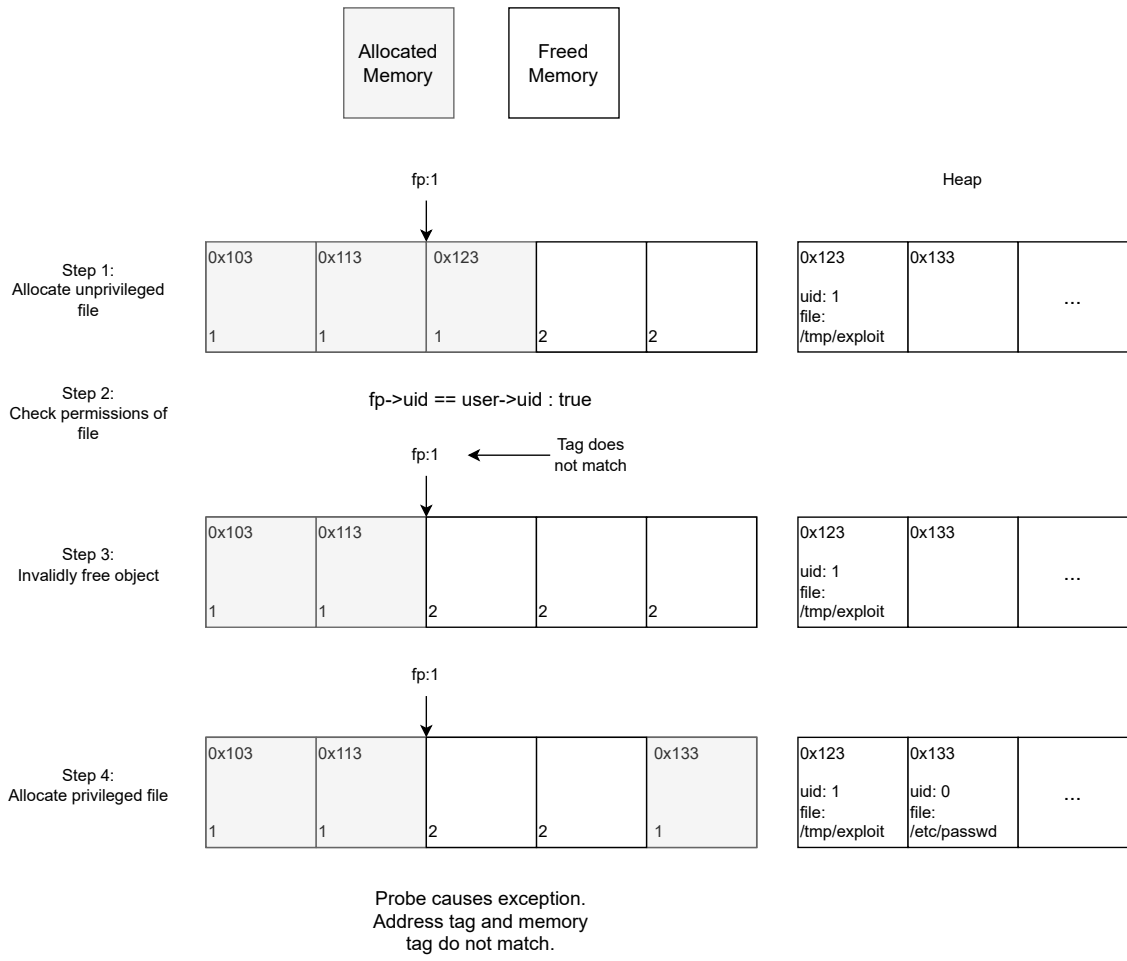 Allocated
Memory
Freed
Memory
fp:1
Heap
Step 1:
Allocate unprivileged
file
0x103
0x113
0x123
1
1
1
2
2
0x123
uid: 1
file:
/tmp/exploit
0x133
...
Step 2:
Check permissions of
file
fp->uid == user->uid : true
fp:1
Tag does
not match
Step 3:
Invalidly free object
0x103
0x113
1
1
2
2
2
0x123
uid: 1
file:
/tmp/exploit
0x133
...
fp:1
Step 4:
Allocate privileged file
0x103
0x113
0x133
1
1
2
2
1
0x123
uid: 1
file:
/tmp/exploit
0x133
uid: 0
file:
/etc/passwd
...
Probe causes exception.
Address tag and memory
tag do not match.